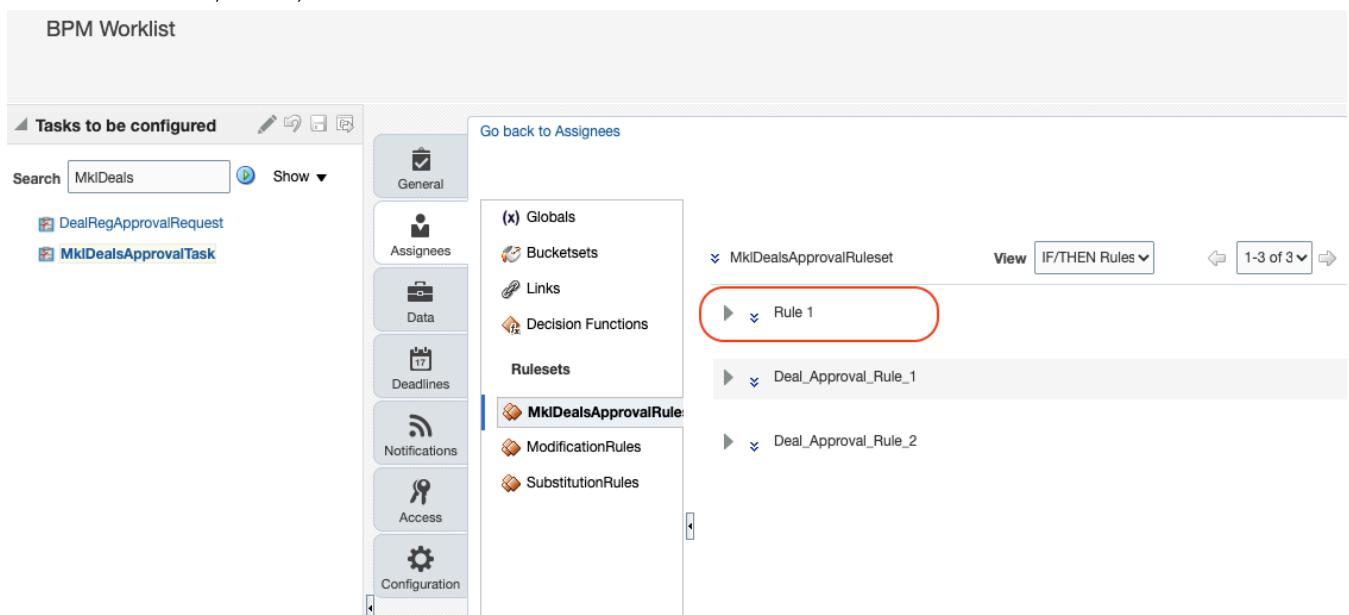 BPM Worklist
Tasks to be configured
Search MklDeals Show
DealRegApprovalRequest
MklDealsApprovalTask
General
Assignees
Data
17
Deadlines
Notifications
Access
Configuration
Go back to Assignees
(x) Globals
Bucketsets
Links
fx Decision Functions
Rulesets
MklDealsApprovalRules
ModificationRules
SubstitutionRules
MklDealsApprovalRuleset View IF/THEN Rules 1-3 of 3
Rule 1
Deal_Approval_Rule_1
Deal_Approval_Rule_2